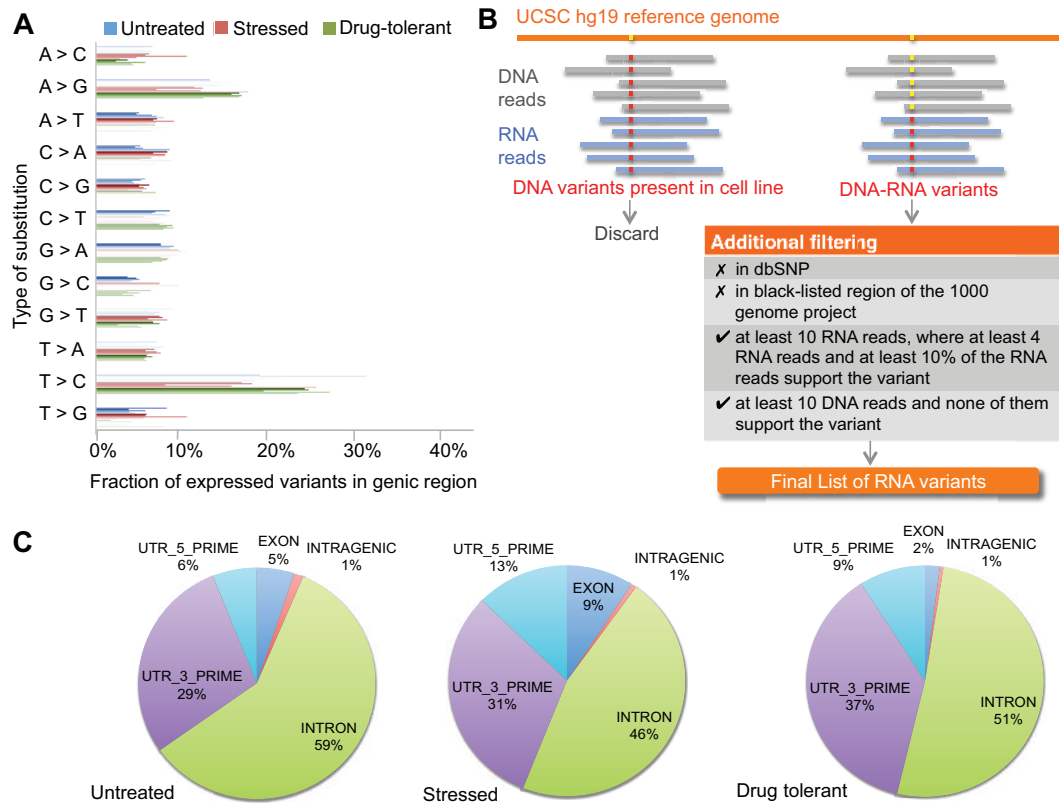 A
Untreated
Stressed
Drug-tolerant
Type of substitution
A > C
A > G
A > T
C > A
C > G
C > T
G > A
G > C
G > T
T > A
T > C
T > G
0%
10%
20%
30%
40%
Fraction of expressed variants in genic region
B
UCSC hg19 reference genome
DNA
reads
RNA
reads
DNA variants present in cell line
DNA-RNA variants
Discard
Additional filtering
✗ in dbSNP
✗ in black-listed region of the 1000
genome project
✔ at least 10 RNA reads, where at least 4
RNA reads and at least 10% of the RNA
reads support the variant
✔ at least 10 DNA reads and none of them
support the variant
Final List of RNA variants
C
UTR_5_PRIME
6%
EXON
5%
INTRAGENIC
1%
UTR_3_PRIME
29%
INTRON
59%
Untreated
UTR_5_PRIME
13%
EXON
9%
INTRAGENIC
1%
UTR_3_PRIME
31%
INTRON
46%
Stressed
UTR_5_PRIME
9%
EXON
2%
INTRAGENIC
1%
UTR_3_PRIME
37%
INTRON
51%
Drug tolerant